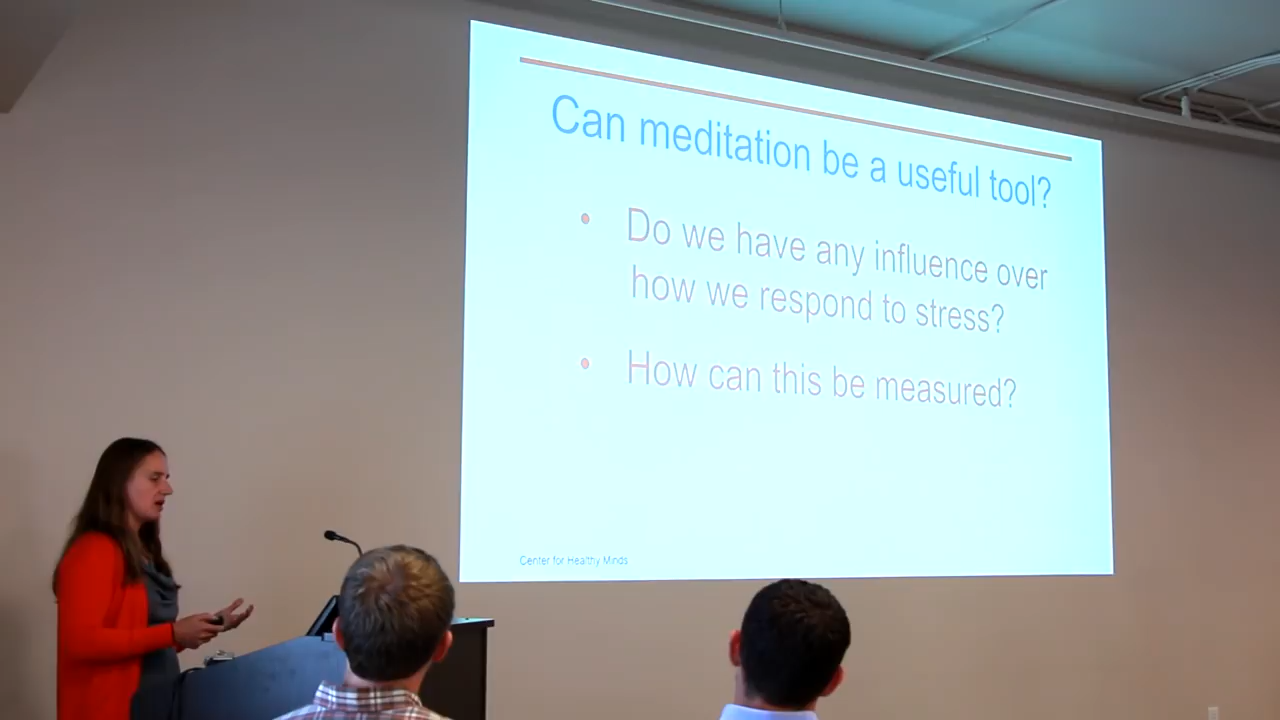 Can meditation be a useful tool?
• Do we have any influence over
how we respond to stress?
• How can this be measured?
Center for Healthy Minds